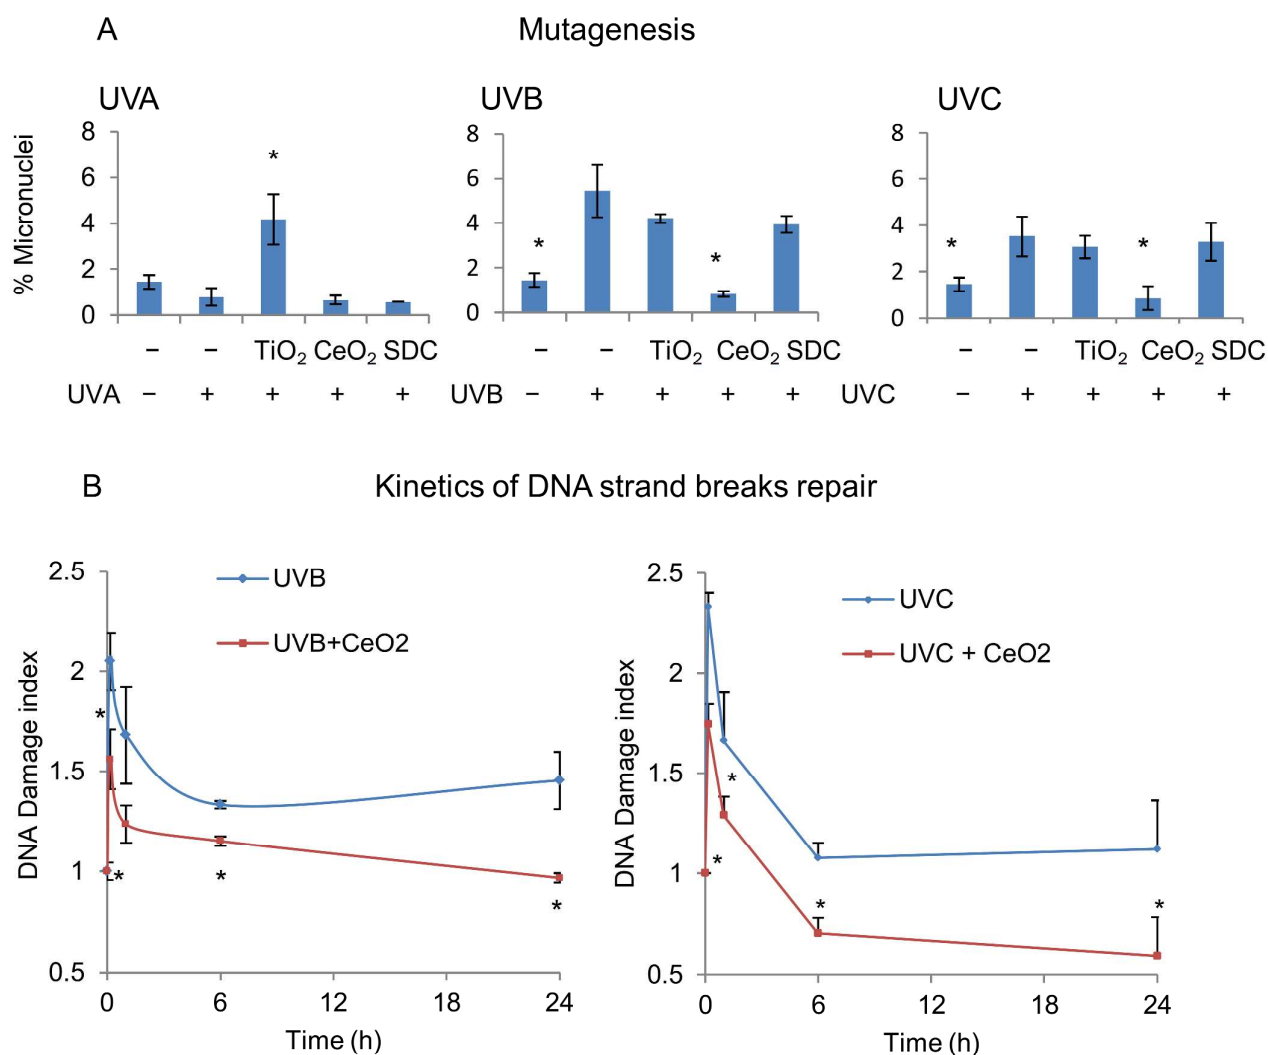 A Mutagenesis
UVA UVB UVC
% Micronuclei
8
6
4
2
0
− − TiO₂ CeO₂ SDC
UVA − + + + +
*
8
6
4
2
0
− − TiO₂ CeO₂ SDC
UVB − + + + +
* *
8
6
4
2
0
− − TiO₂ CeO₂ SDC
UVC − + + + +
* *
B Kinetics of DNA strand breaks repair
DNA Damage index
2.5
2
1.5
1
0.5
UVB
UVB+CeO2
* * * *
0 6 12 18 24
Time (h)
DNA Damage index
2.5
2
1.5
1
0.5
UVC
UVC + CeO2
* * * *
0 6 12 18 24
Time (h)